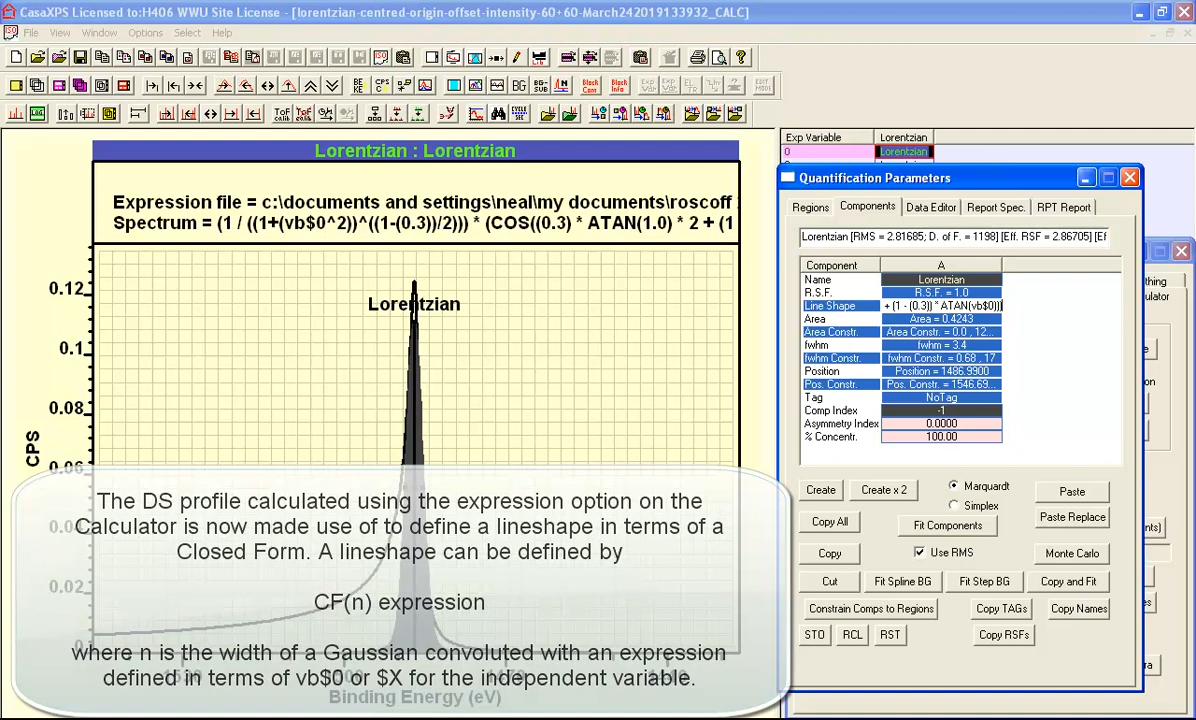 CasaXPS Licensed to:H406 WWU Site License - [lorentzian-centred-origin-offset-intensity-60+60-March242019133932_CALC]
File View Window Options Select Help
Lorentzian : Lorentzian
Expression file = c:\documents and settings\neal\my documents\roscoff
Spectrum = (1 / ((1+(vb$0^2))^((1-(0.3))/2))) * (COS((0.3) * ATAN(1.0) * 2 + (1
0.12
0.1
0.08
0.06
0.02
CPS
Lorentzian
Binding Energy (eV)
The DS profile calculated using the expression option on the
Calculator is now made use of to define a lineshape in terms of a
Closed Form. A lineshape can be defined by
CF(n) expression
where n is the width of a Gaussian convoluted with an expression
defined in terms of vb$0 or $X for the independent variable.
Exp Variable Lorentzian
0 Lorentzian
Quantification Parameters
Regions Components Data Editor Report Spec. RPT Report
Lorentzian [RMS = 2.81685; D. of F. = 1198] [Eff. RSF = 2.86705] [Ef
Component A
Name Lorentzian
R.S.F. R.S.F. = 1.0
Line Shape + (1 - (0.3)) * ATAN(vb$0)))
Area Area = 0.4243
Area Constr. Area Constr. = 0.0 , 12...
fwhm fwhm = 3.4
fwhm Constr. fwhm Constr. = 0.68 , 17
Position Position = 1486.9900
Pos. Constr. Pos. Constr. = 1546.69...
Tag NoTag
Comp Index -1
Asymmetry Index 0.0000
% Concentr. 100.00
Create Create x 2 Marquardt Paste
Simplex
Copy All Fit Components Paste Replace
Copy Use RMS Monte Carlo
Cut Fit Spline BG Fit Step BG Copy and Fit
Constrain Comps to Regions Copy TAGs Copy Names
STO RCL RST Copy RSFs